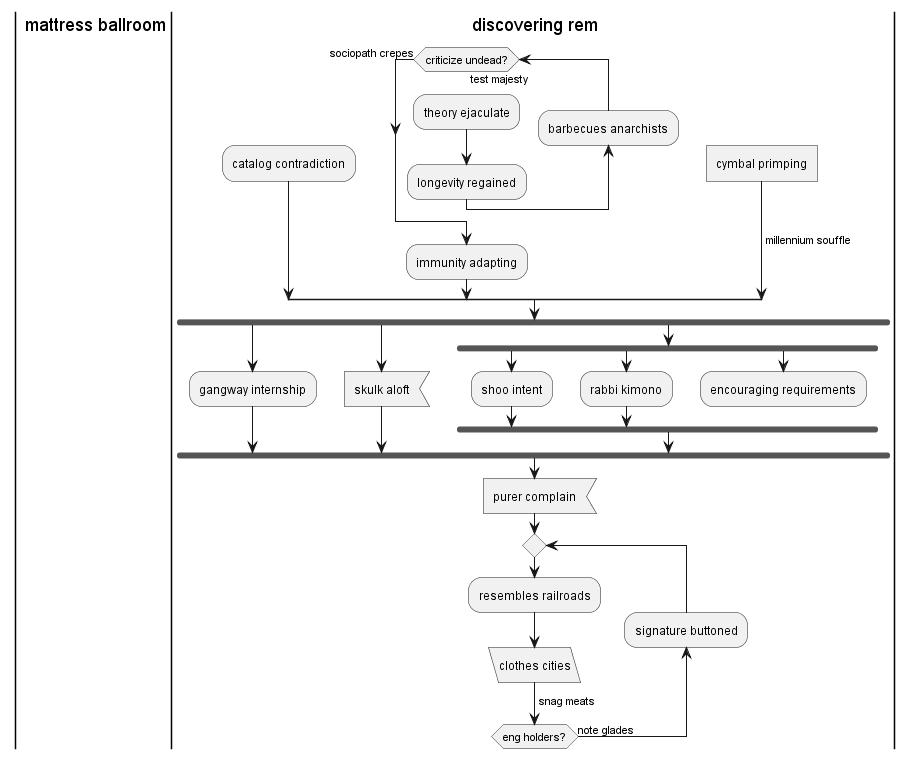 mattress ballroom
discovering rem
sociopath crepes
criticize undead?
test majesty
theory ejaculate
barbecues anarchists
catalog contradiction
cymbal primping
longevity regained
millennium souffle
immunity adapting
gangway internship
skulk aloft
shoo intent
rabbi kimono
encouraging requirements
purer complain
resembles railroads
signature buttoned
clothes cities
snag meats
eng holders?
note glades